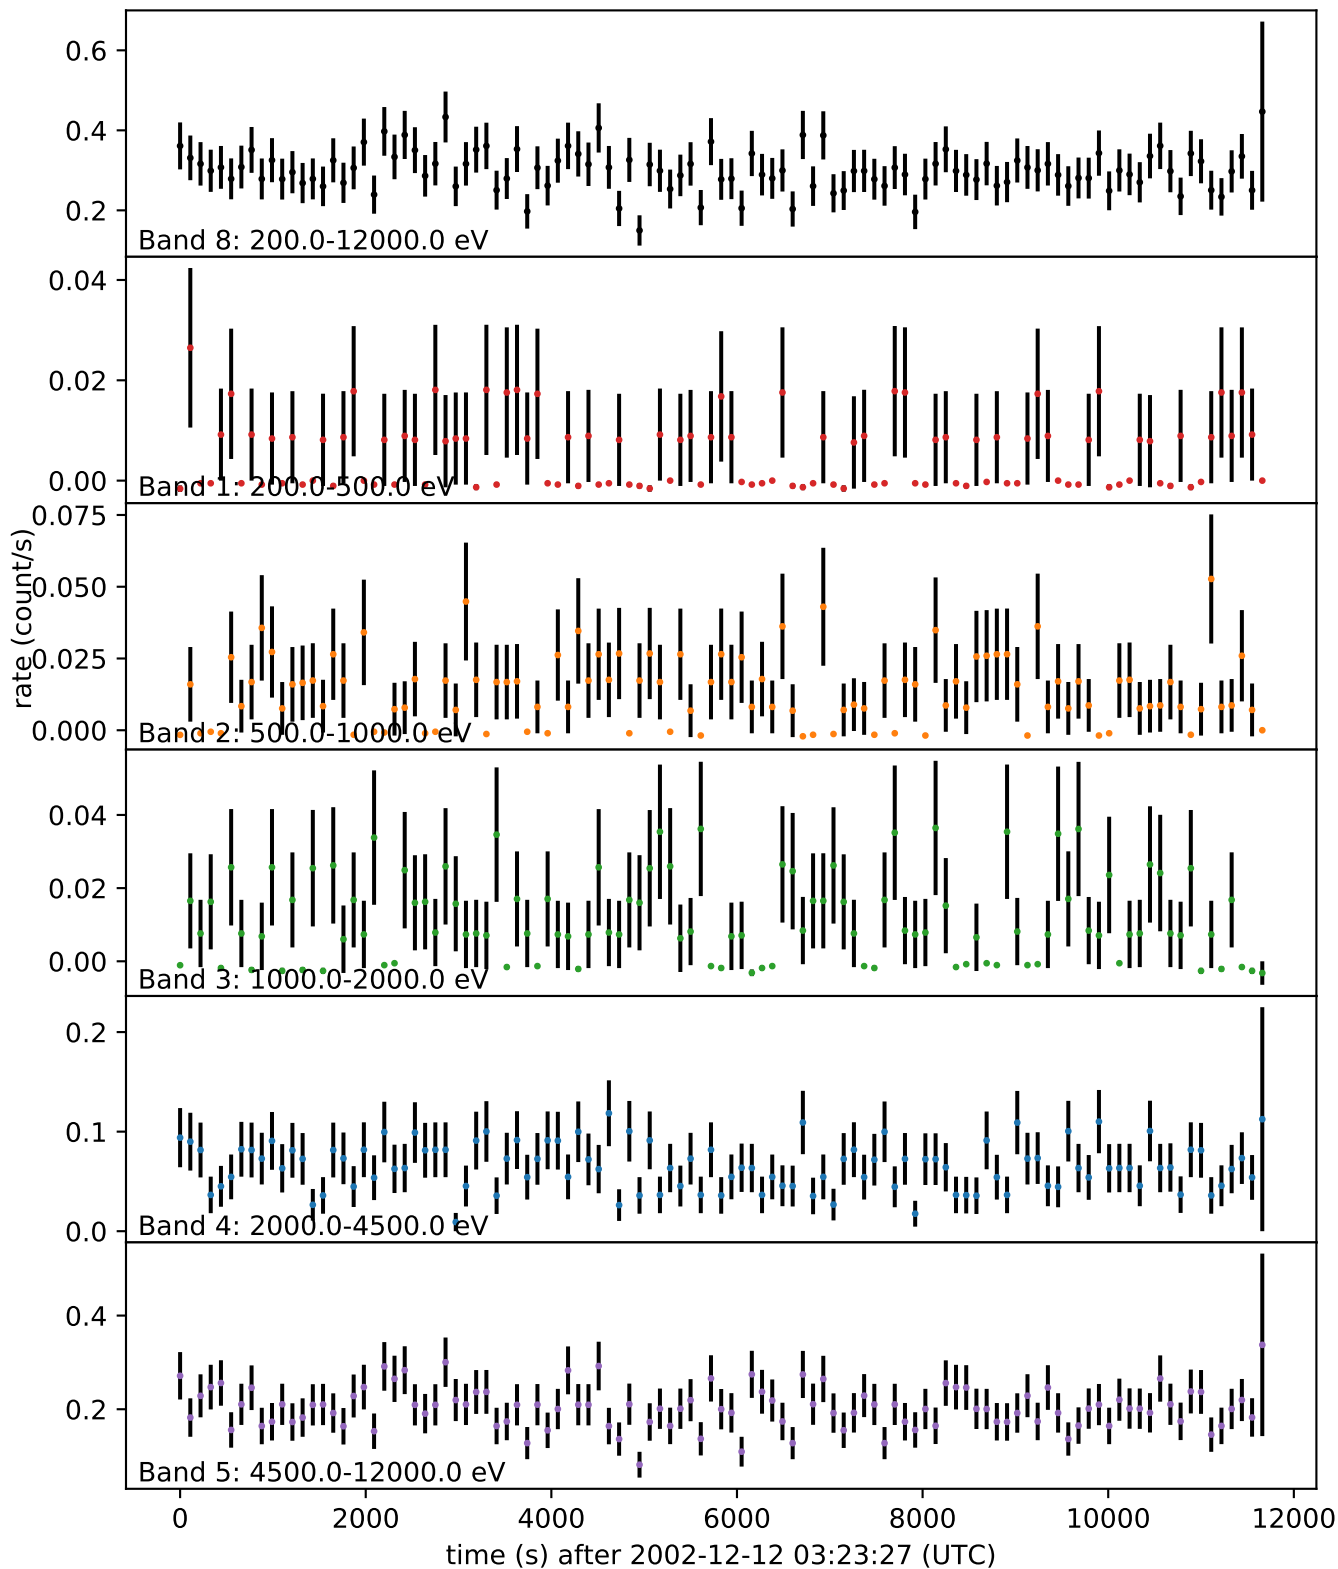 0.6
0.4
0.2
Band 8: 200.0-12000.0 eV
0.04
0.02
0.00
Band 1: 200.0-500.0 eV
0.075
0.050
0.025
0.000
Band 2: 500.0-1000.0 eV
rate (count/s)
0.04
0.02
0.00
Band 3: 1000.0-2000.0 eV
0.2
0.1
0.0
Band 4: 2000.0-4500.0 eV
0.4
0.2
Band 5: 4500.0-12000.0 eV
0 2000 4000 6000 8000 10000 12000
time (s) after 2002-12-12 03:23:27 (UTC)